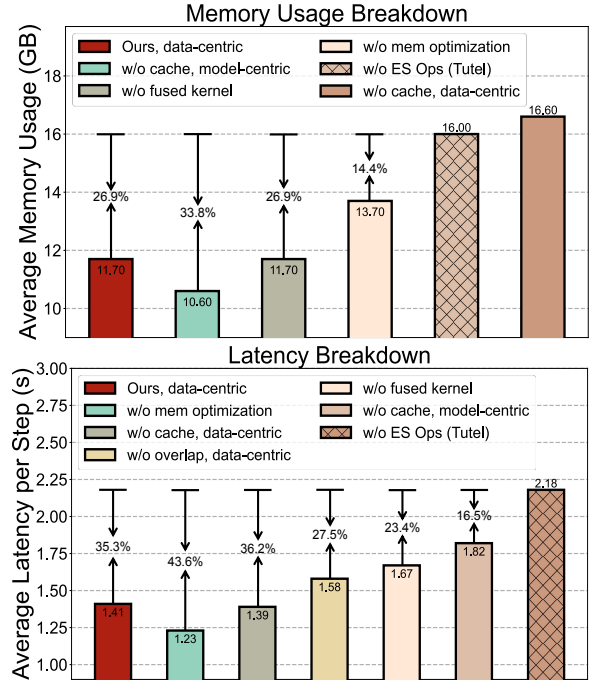 Memory Usage Breakdown
Average Memory Usage (GB)
18
16
14
12
10
Ours, data-centric
w/o cache, model-centric
w/o fused kernel
w/o mem optimization
w/o ES Ops (Tutel)
w/o cache, data-centric
26.9%
33.8%
26.9%
14.4%
11.70
10.60
11.70
13.70
16.00
16.60
Latency Breakdown
Average Latency per Step (s)
3.00
2.75
2.50
2.25
2.00
1.75
1.50
1.25
1.00
Ours, data-centric
w/o mem optimization
w/o cache, data-centric
w/o overlap, data-centric
w/o fused kernel
w/o cache, model-centric
w/o ES Ops (Tutel)
35.3%
43.6%
36.2%
27.5%
23.4%
16.5%
1.41
1.23
1.39
1.58
1.67
1.82
2.18